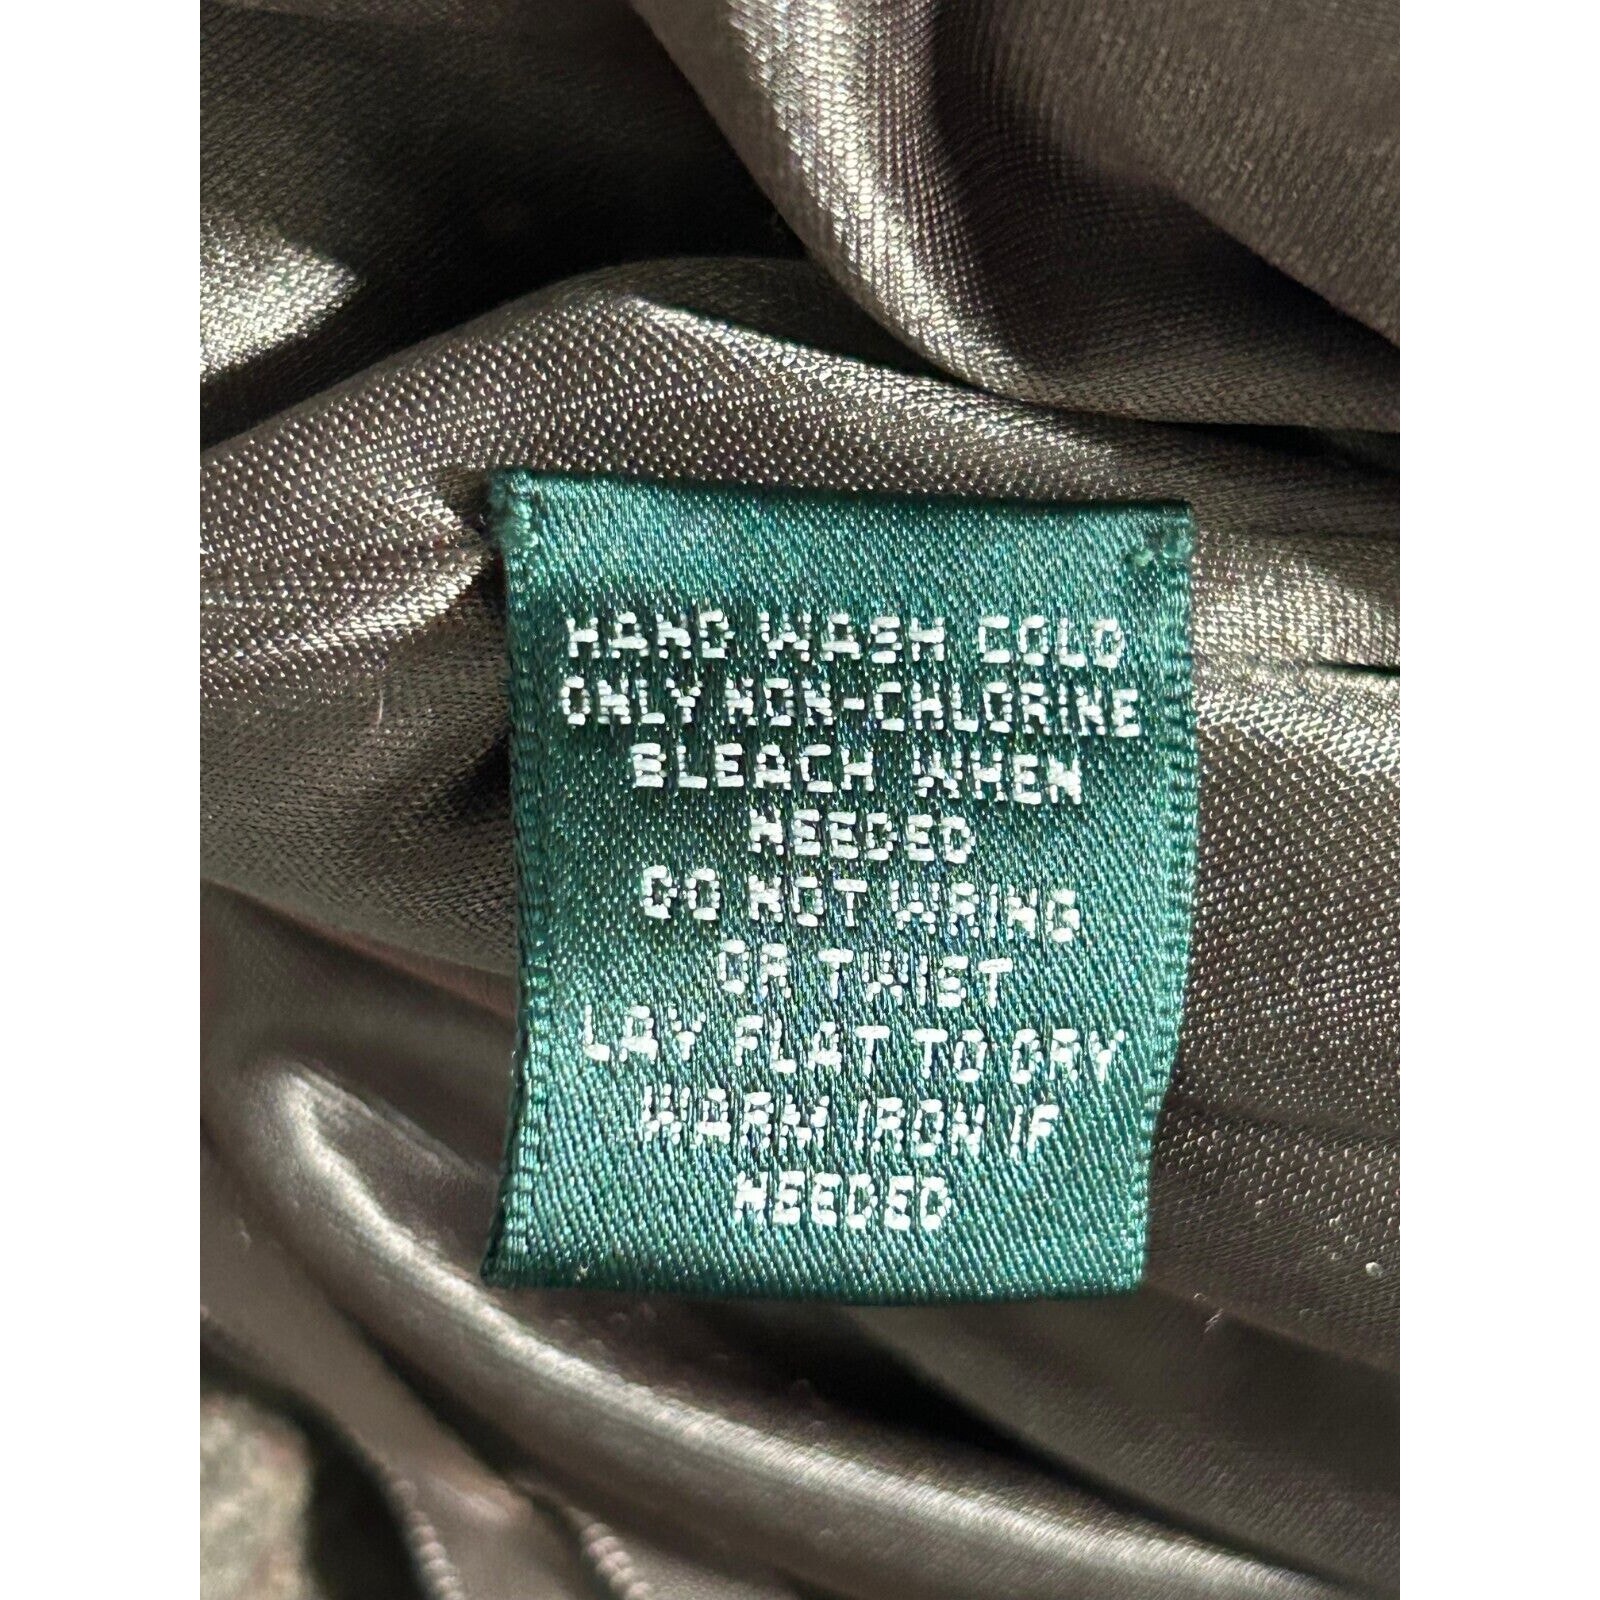 HAND WASH COLD
ONLY NON-CHLORINE
BLEACH WHEN
NEEDED
DO NOT WRING
OR TWIST
LAY FLAT TO DRY
WARM IRON IF
NEEDED